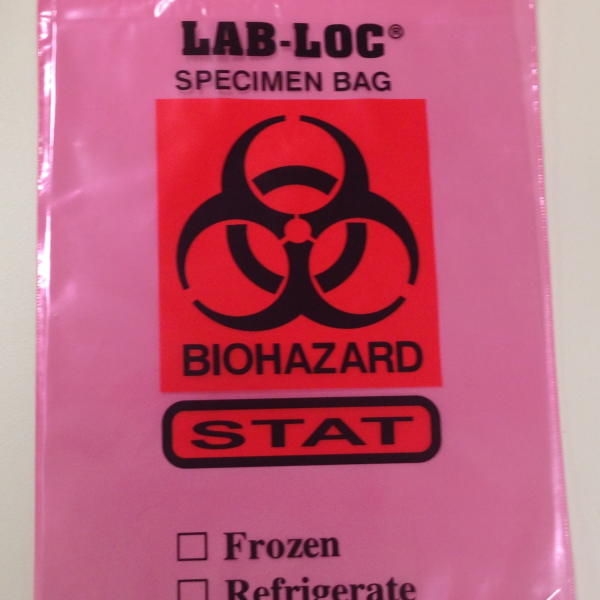 LAB-LOC®
SPECIMEN BAG
BIOHAZARD
STAT
Frozen
Refrigerate